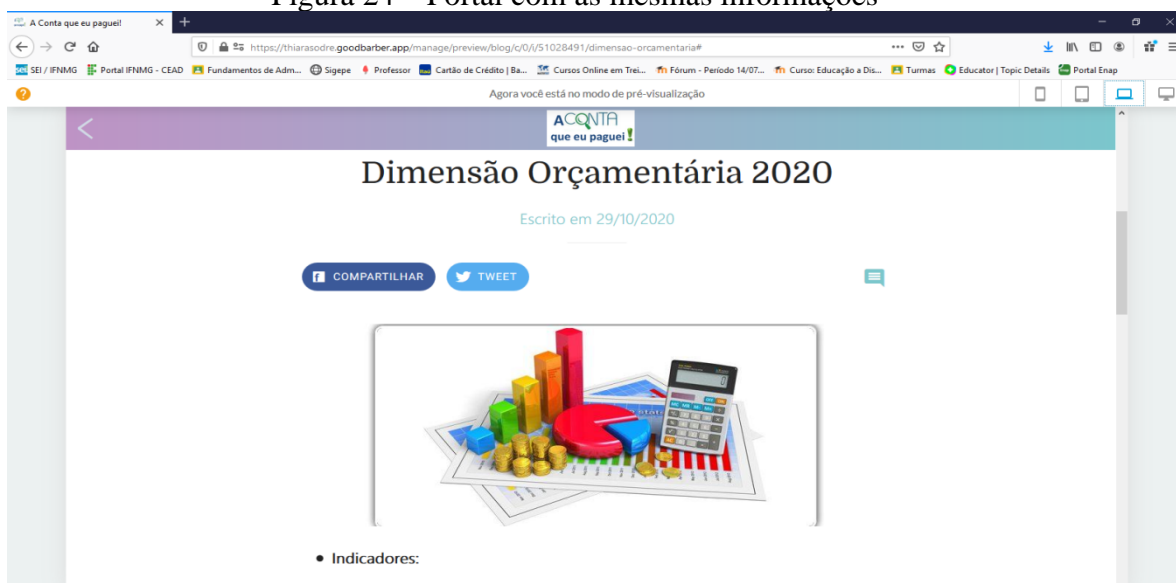 Figura 24 – Portal com as mesmas informações
A Conta que eu paguei!
https://thiarasodre.goodbarber.app/manage/preview/blog/c/0/i/51028491/dimensao-orcamentaria#
SEI / IFNMG Portal IFNMG - CEAD Fundamentos de Adm... Sigepe Professor Cartão de Crédito | Ba... Cursos Online em Trei... Fórum - Período 14/07... Curso: Educação a Dis... Turmas Educator | Topic Details Portal Enap
Agora você está no modo de pré-visualização
ACONTA
que eu paguei!
Dimensão Orçamentária 2020
Escrito em 29/10/2020
COMPARTILHAR TWEET
• Indicadores: